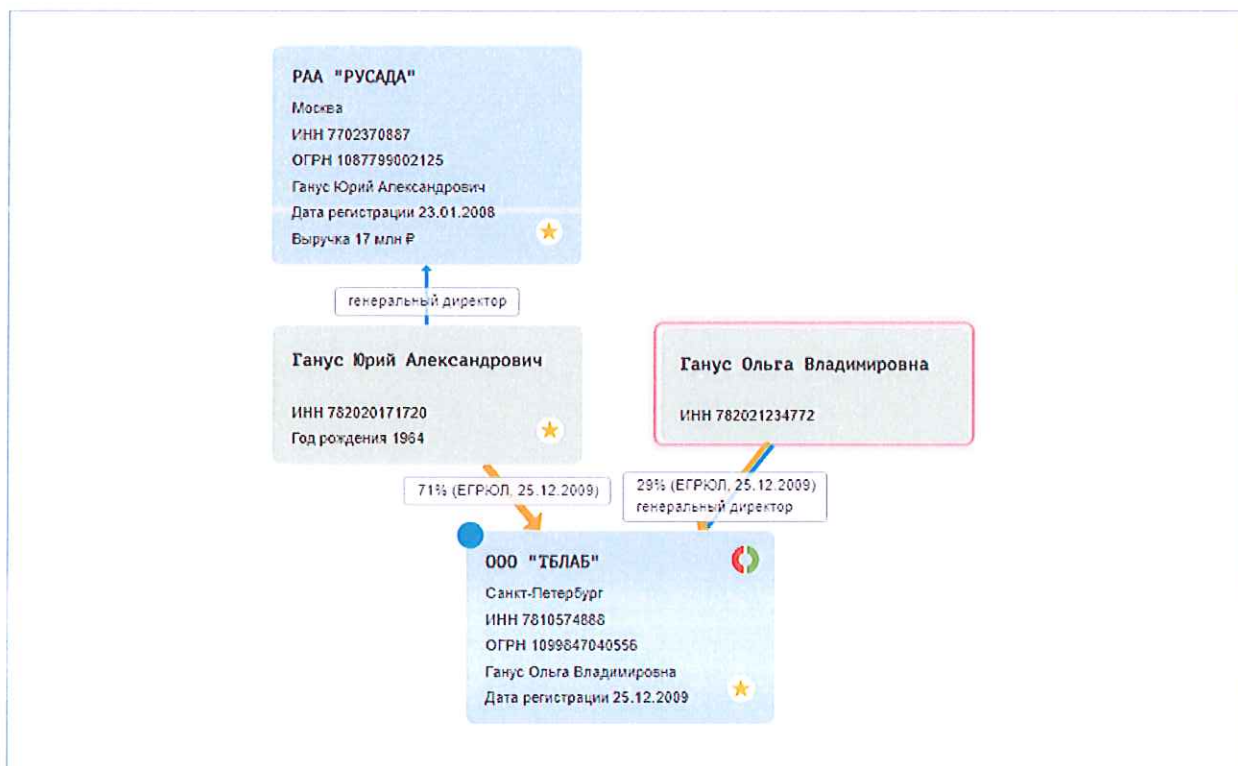 РАА "РУСАДА"
Москва
ИНН 7702370887
ОГРН 1087799002125
Ганус Юрий Александрович
Дата регистрации 23.01.2008
Выручка 17 млн ₽
генеральный директор
Ганус Юрий Александрович
ИНН 782020171720
Год рождения 1964
Ганус Ольга Владимировна
ИНН 782021234772
71% (ЕГРЮЛ, 25.12.2009)
29% (ЕГРЮЛ, 25.12.2009)
генеральный директор
ООО "ТБЛАБ"
Санкт-Петербург
ИНН 7810574888
ОГРН 1099847040556
Ганус Ольга Владимировна
Дата регистрации 25.12.2009